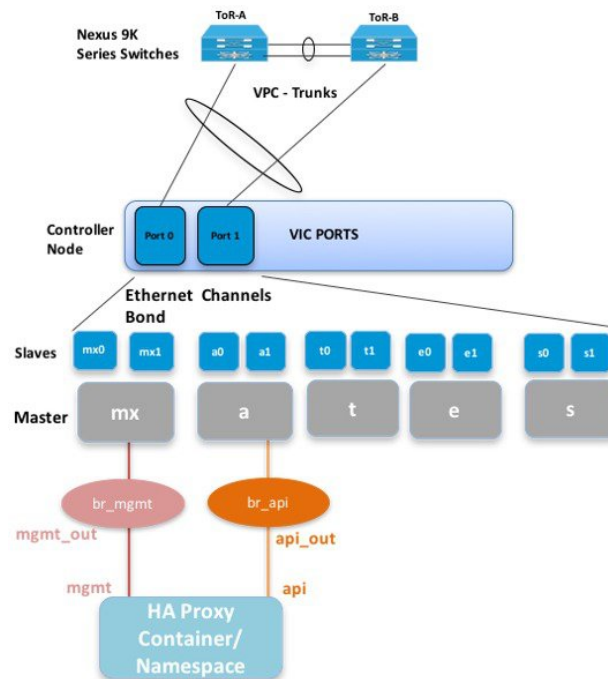 ToR-A
ToR-B
Nexus 9K
Series Switches
VPC - Trunks
Controller
Node
Port 0
Port 1
VIC PORTS
Ethernet Channels
Bond
Slaves
mx0
mx1
a0
a1
t0
t1
e0
e1
s0
s1
Master
mx
a
t
e
s
br_mgmt
br_api
mgmt_out
api_out
mgmt
api
HA Proxy
Container/
Namespace